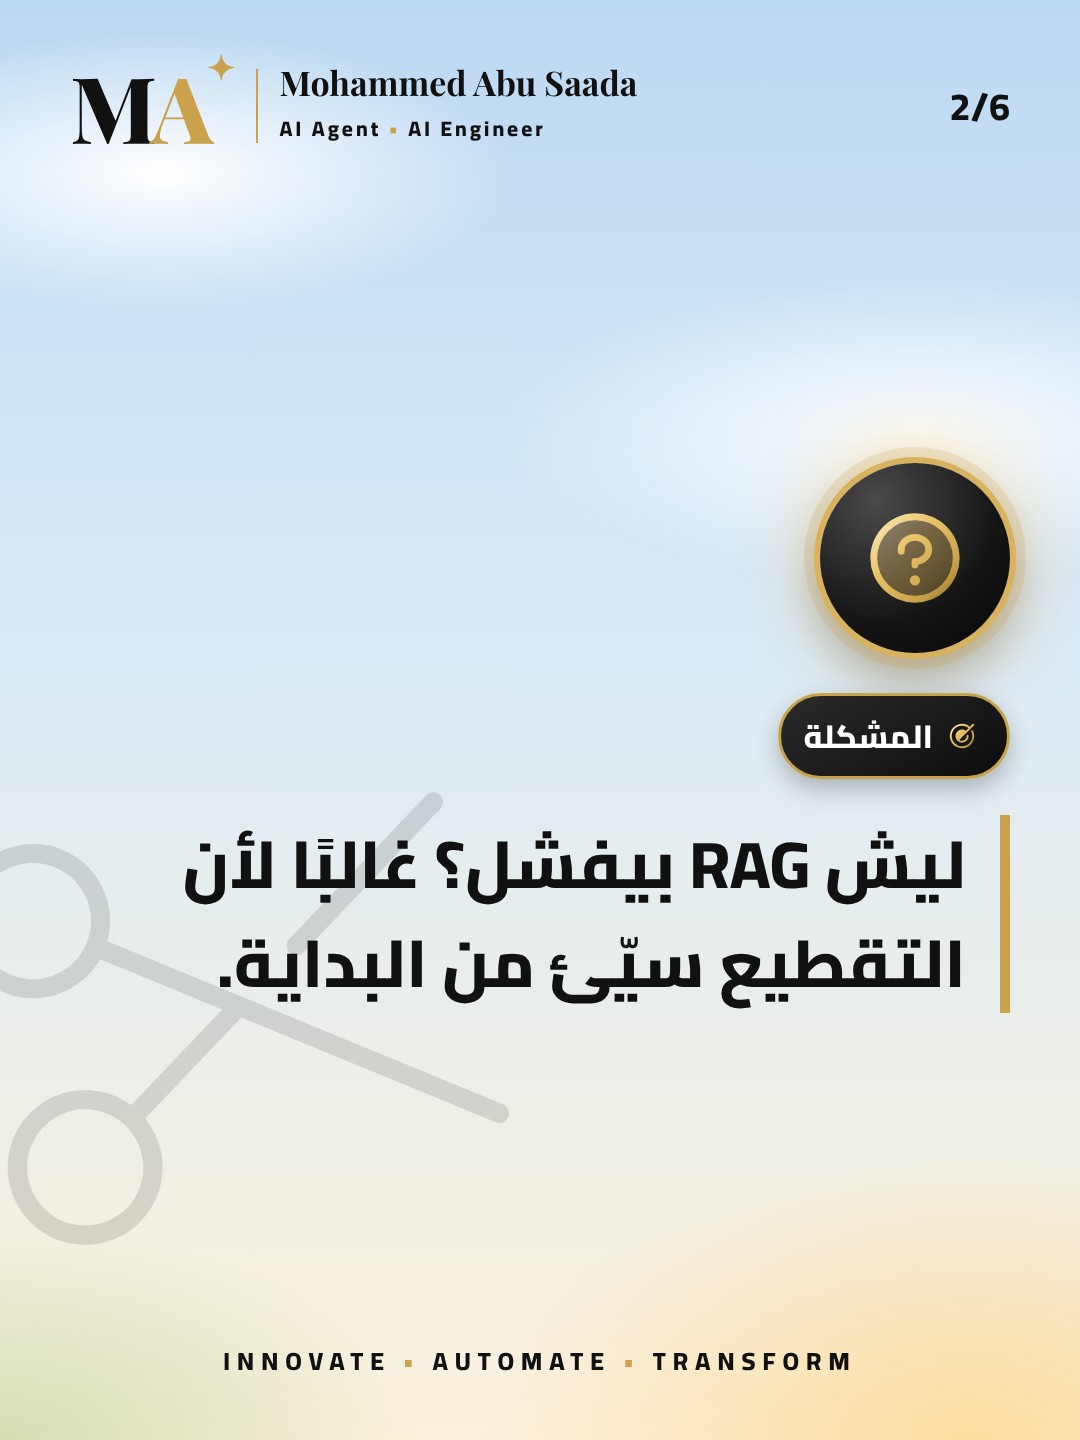 MA
Mohammed Abu Saada
AI Agent ▪ AI Engineer
2/6
المشكلة
ليش RAG بيفشل؟ غالبًا لأن
التقطيع سيّئ من البداية.
INNOVATE ▪ AUTOMATE ▪ TRANSFORM